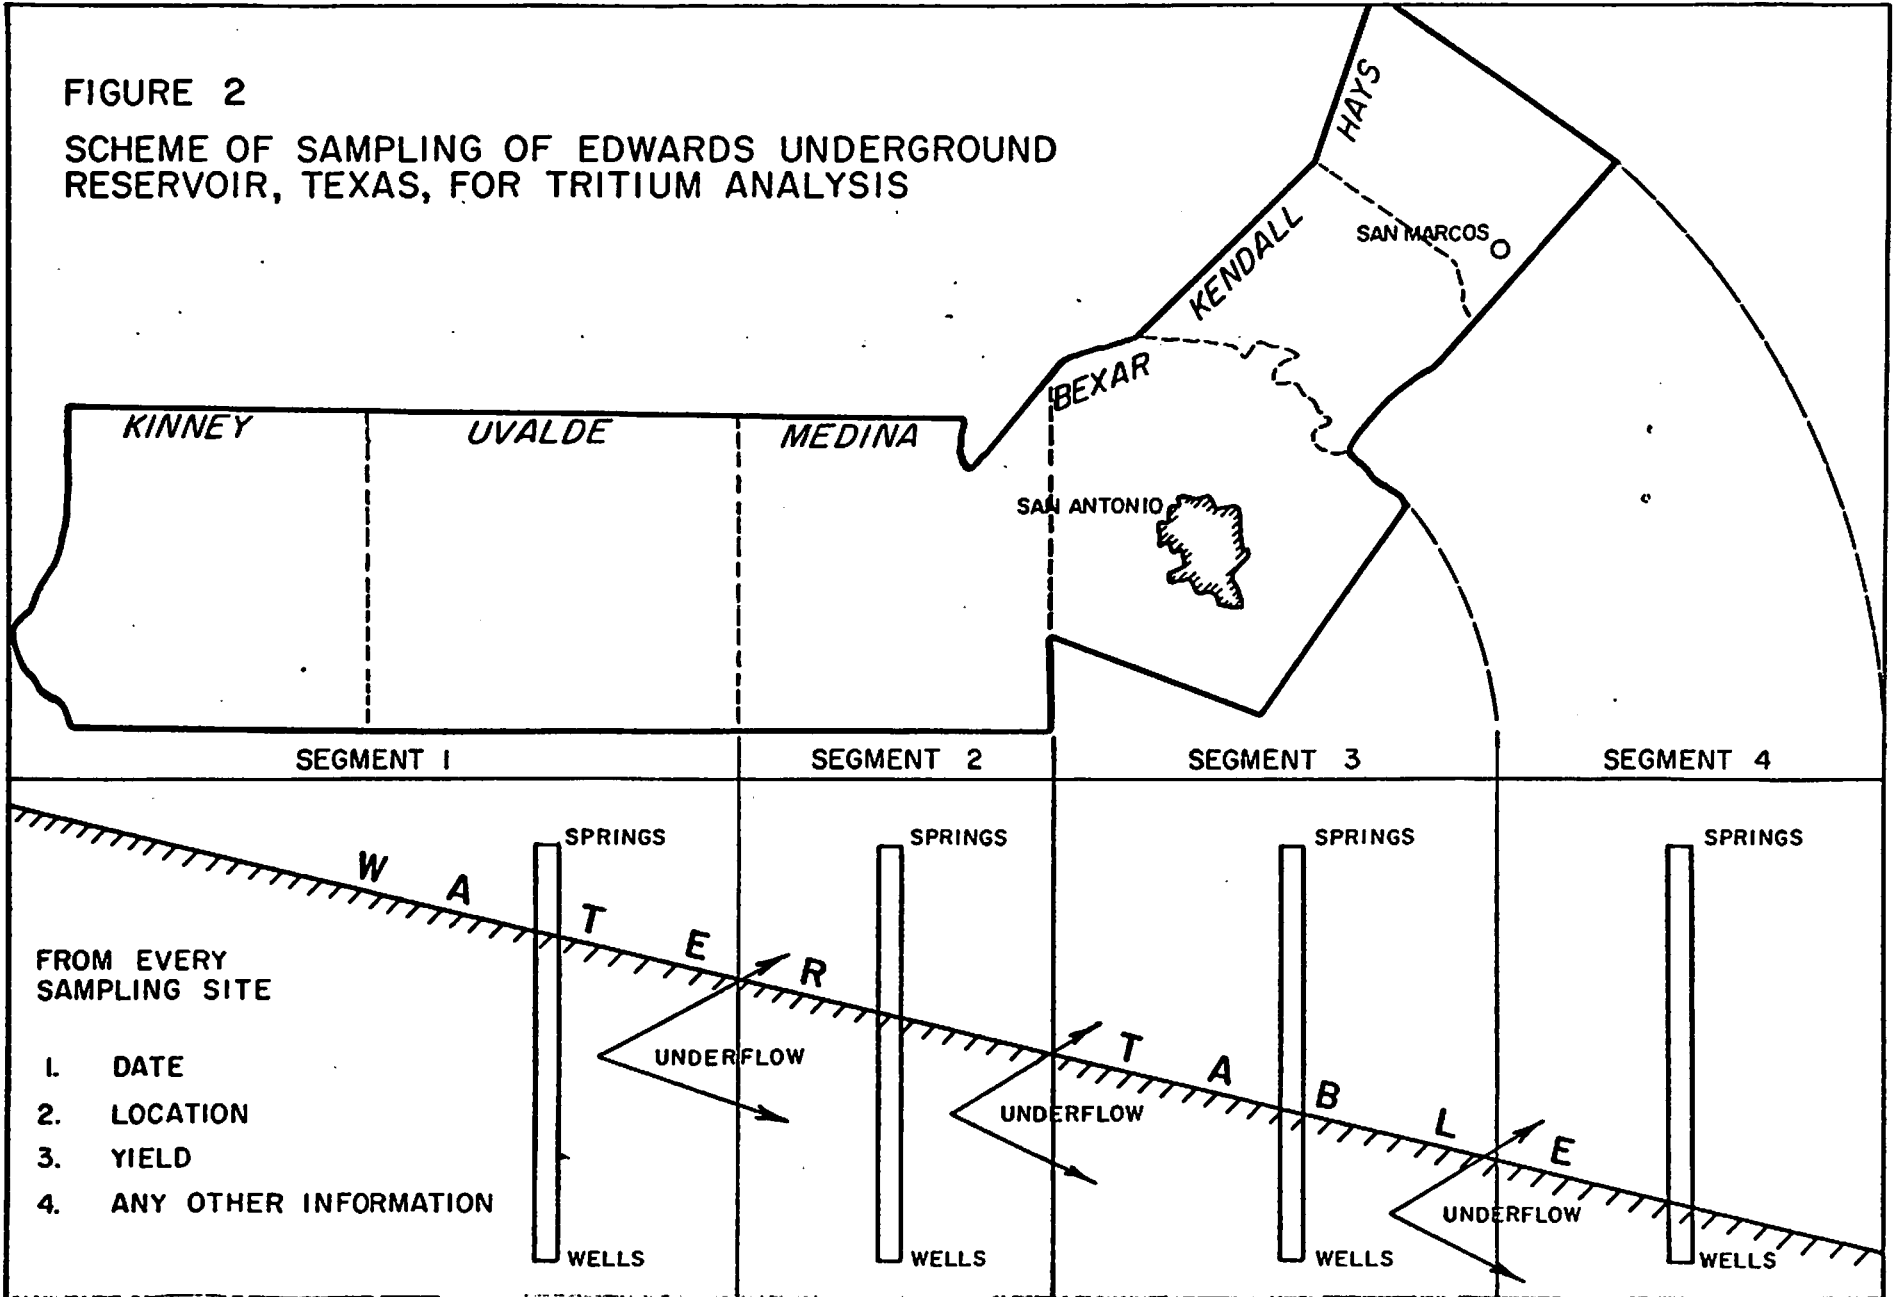 FIGURE 2
SCHEME OF SAMPLING OF EDWARDS UNDERGROUND
RESERVOIR, TEXAS, FOR TRITIUM ANALYSIS
HAYS
SAN MARCOS
KENDALL
BEXAR
KINNEY
UVALDE
MEDINA
SAN ANTONIO
SEGMENT 1
SEGMENT 2
SEGMENT 3
SEGMENT 4
SPRINGS
SPRINGS
SPRINGS
SPRINGS
WATER TABLE
FROM EVERY
SAMPLING SITE
1. DATE
2. LOCATION
3. YIELD
4. ANY OTHER INFORMATION
UNDERFLOW
UNDERFLOW
UNDERFLOW
WELLS
WELLS
WELLS
WELLS